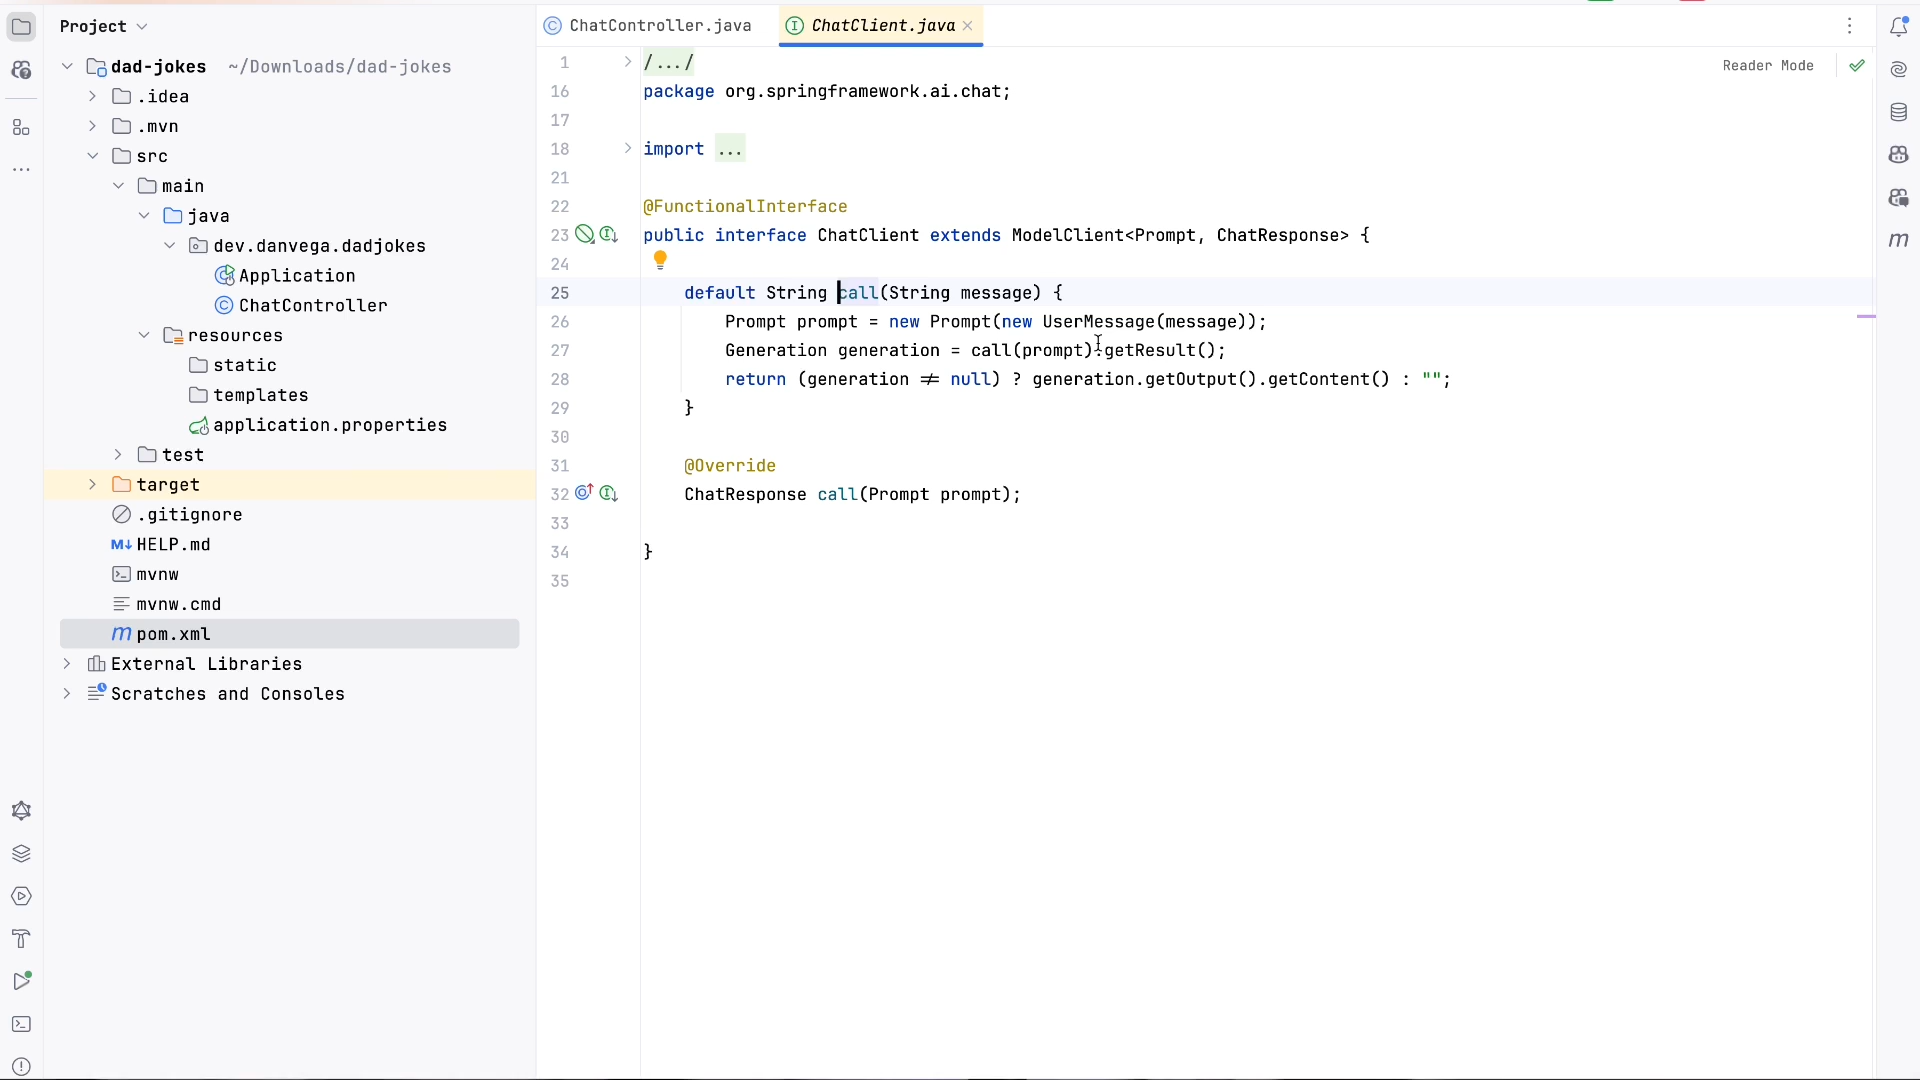 Project
dad-jokes ~/Downloads/dad-jokes
.idea
.mvn
src
main
java
dev.danvega.dadjokes
Application
ChatController
resources
static
templates
application.properties
test
target
.gitignore
HELP.md
mvnw
mvnw.cmd
pom.xml
External Libraries
Scratches and Consoles
ChatController.java ChatClient.java
Reader Mode
1 /.../
16 package org.springframework.ai.chat;
17
18 import ...
21
22 @FunctionalInterface
23 public interface ChatClient extends ModelClient<Prompt, ChatResponse> {
24
25 default String call(String message) {
26 Prompt prompt = new Prompt(new UserMessage(message));
27 Generation generation = call(prompt).getResult();
28 return (generation ≠ null) ? generation.getOutput().getContent() : "";
29 }
30
31 @Override
32 ChatResponse call(Prompt prompt);
33
34 }
35